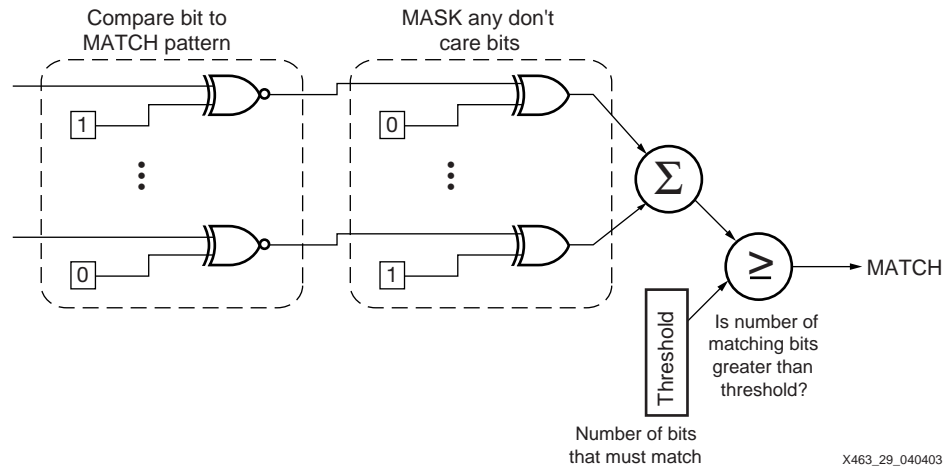 Compare bit to
MATCH pattern
MASK any don't
care bits
1
0
0
1
Σ
≥
MATCH
Threshold
Is number of
matching bits
greater than
threshold?
Number of bits
that must match
X463_29_040403